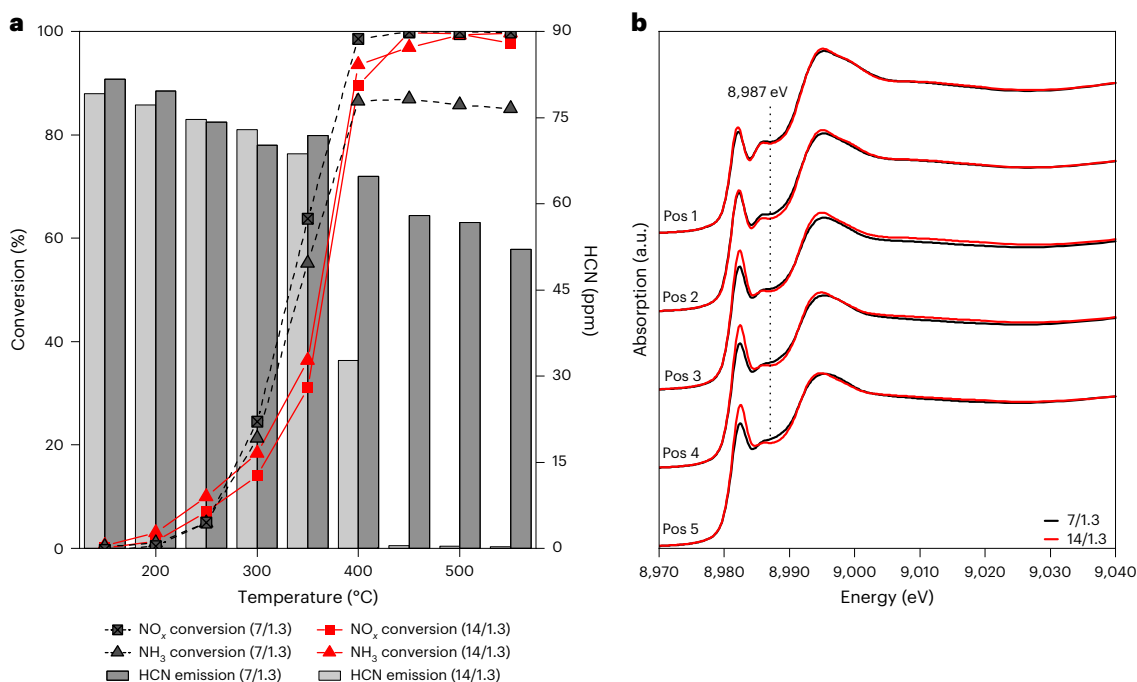 a
100
80
60
40
20
0
Conversion (%)
90
75
60
45
30
15
0
HCN (ppm)
200
300
400
500
Temperature (°C)
NOx conversion (7/1.3)
NH3 conversion (7/1.3)
HCN emission (7/1.3)
NOx conversion (14/1.3)
NH3 conversion (14/1.3)
HCN emission (14/1.3)
b
8,987 eV
Absorption (a.u.)
Pos 1
Pos 2
Pos 3
Pos 4
Pos 5
7/1.3
14/1.3
8,970
8,980
8,990
9,000
9,010
9,020
9,030
9,040
Energy (eV)